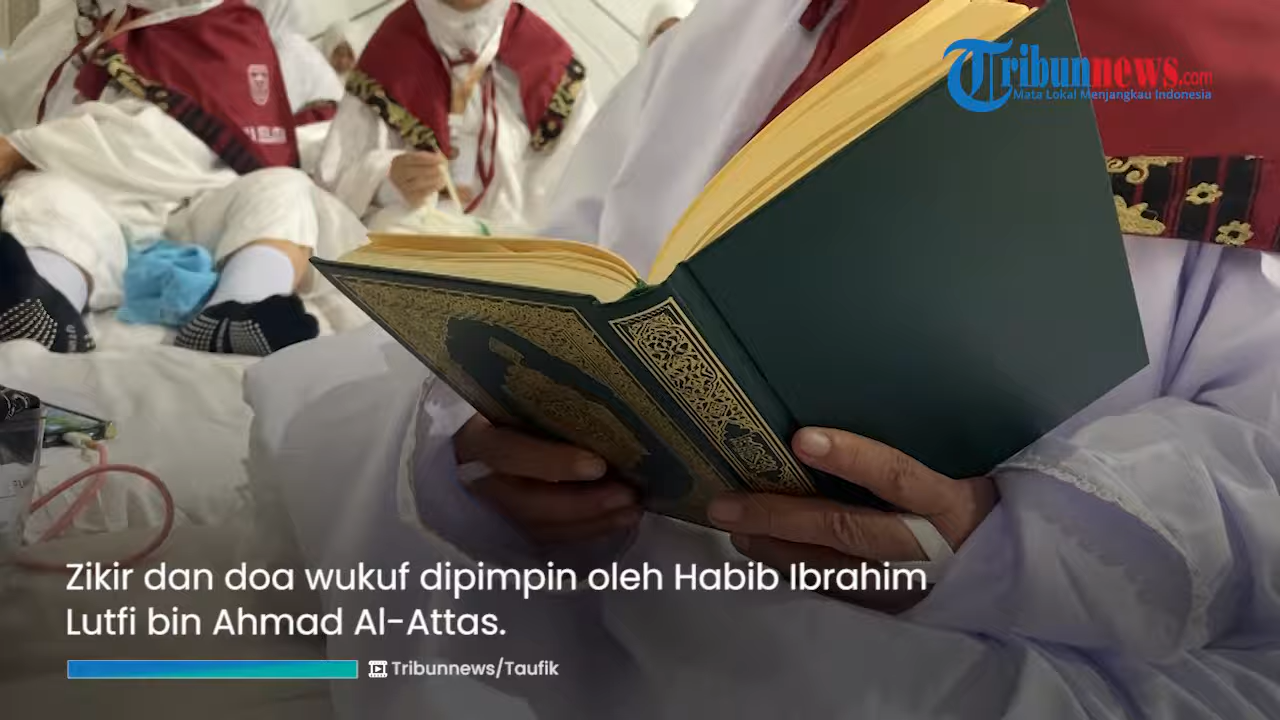 Tribunnews.com
Mata Lokal Menjangkau Indonesia
Zikir dan doa wukuf dipimpin oleh Habib Ibrahim
Lutfi bin Ahmad Al-Attas.
Tribunnews/Taufik